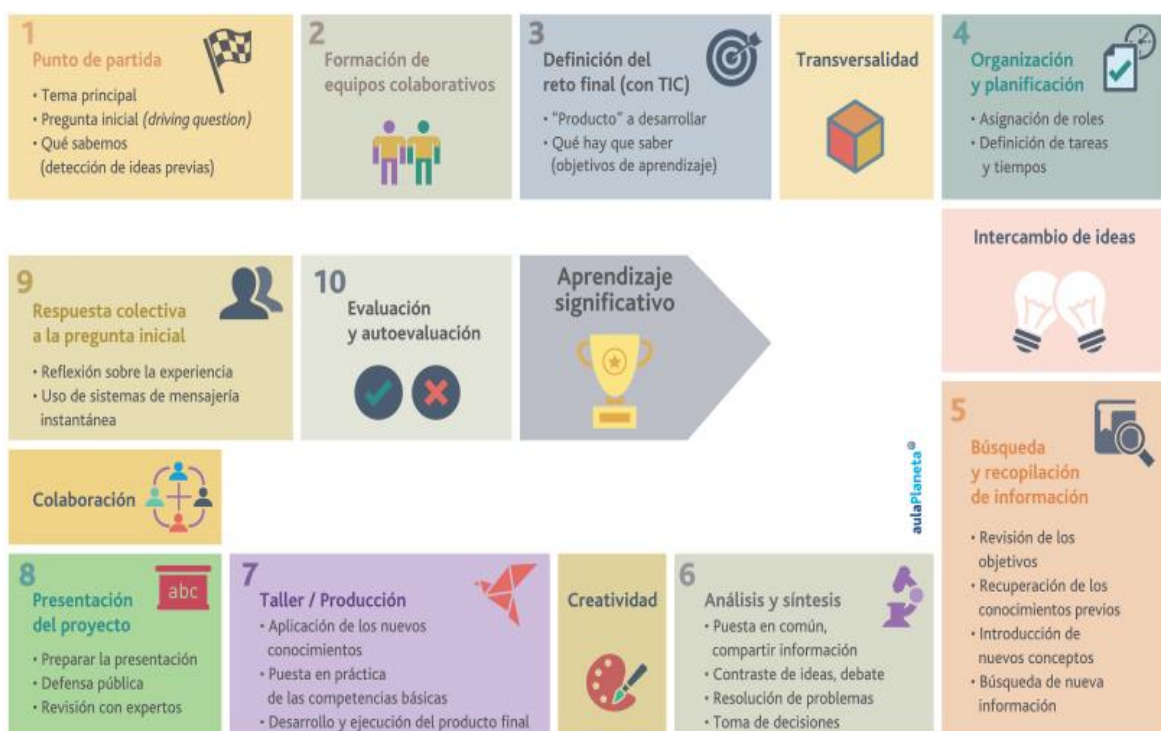 1
Punto de partida
• Tema principal
• Pregunta inicial (driving question)
• Qué sabemos
(detección de ideas previas)
2
Formación de
equipos colaborativos
3
Definición del
reto final (con TIC)
• “Producto” a desarrollar
• Qué hay que saber
(objetivos de aprendizaje)
Transversalidad
4
Organización
y planificación
• Asignación de roles
• Definición de tareas
y tiempos
Intercambio de ideas
5
Búsqueda
y recopilación
de información
• Revisión de los
objetivos
• Recuperación de los
conocimientos previos
• Introducción de
nuevos conceptos
• Búsqueda de nueva
información
6
Análisis y síntesis
• Puesta en común,
compartir información
• Contraste de ideas, debate
• Resolución de problemas
• Toma de decisiones
Creatividad
7
Taller / Producción
• Aplicación de los nuevos
conocimientos
• Puesta en práctica
de las competencias básicas
• Desarrollo y ejecución del producto final
8
abc
Presentación
del proyecto
• Preparar la presentación
• Defensa pública
• Revisión con expertos
Colaboración
9
Respuesta colectiva
a la pregunta inicial
• Reflexión sobre la experiencia
• Uso de sistemas de mensajería
instantánea
10
Evaluación
y autoevaluación
Aprendizaje
significativo
aulaPlaneta